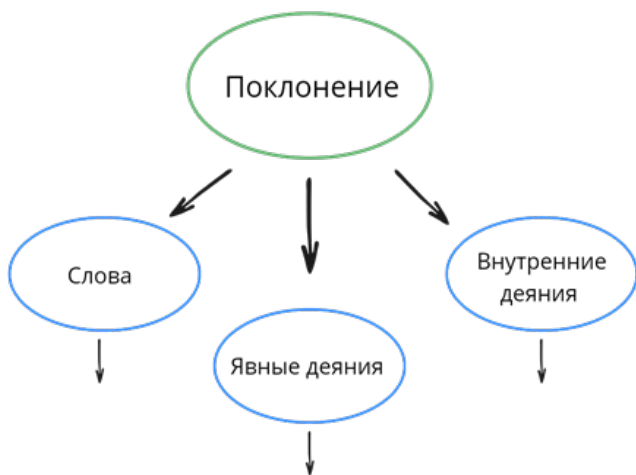 Поклонение
Слова
Внутренние
деяния
Явные деяния